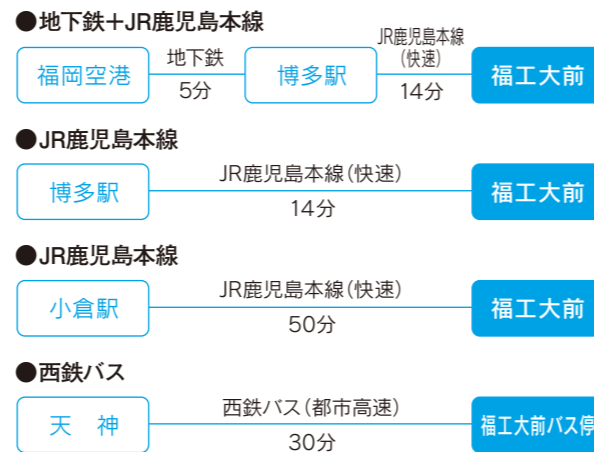 ●地下鉄+JR鹿児島本線
福岡空港
地下鉄
5分
博多駅
JR鹿児島本線
(快速)
14分
福工大前
●JR鹿児島本線
博多駅
JR鹿児島本線(快速)
14分
福工大前
●JR鹿児島本線
小倉駅
JR鹿児島本線(快速)
50分
福工大前
●西鉄バス
天　神
西鉄バス(都市高速)
30分
福工大前バス停